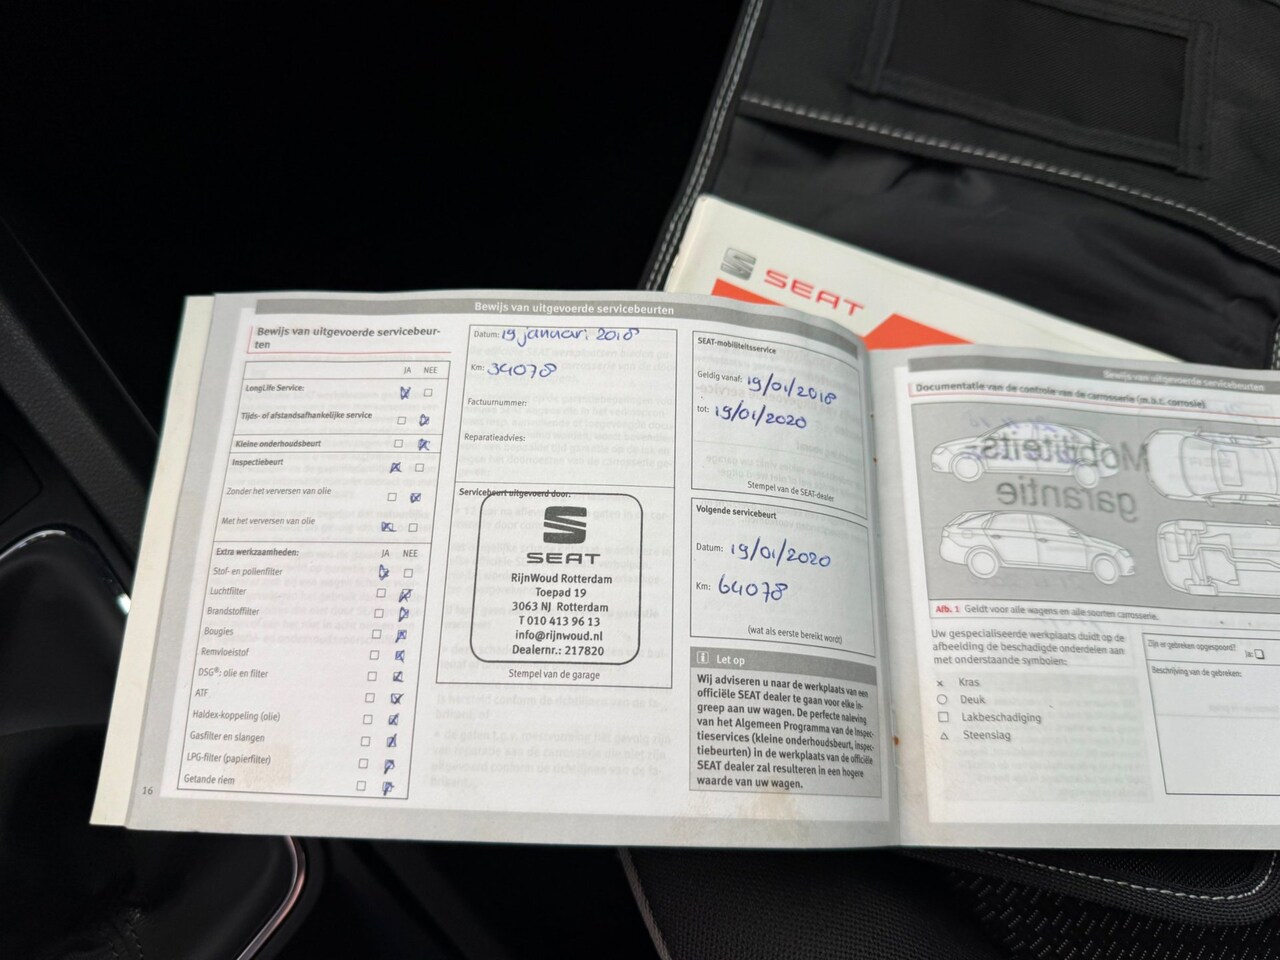 SEAT
Bewijs van uitgevoerde servicebeurten
Bewijs van uitgevoerde servicebeur-
ten
JA NEE
LongLife Service:
Tijds- of afstandsafhankelijke service
Kleine onderhoudsbeurt
Inspectiebeurt
Zonder het verversen van olie
Met het verversen van olie
Extra werkzaamheden: JA NEE
Stof- en pollenfilter
Luchtfilter
Brandstoffilter
Bougies
Remvloeistof
DSG®: olie en filter
ATF
Haldex-koppeling (olie)
Gasfilter en slangen
LPG-filter (papierfilter)
Getande riem
16
Datum: 19 januari 2018
Km: 34078
Factuurnummer:
Reparatieadvies:
Servicebeurt uitgevoerd door:
SEAT
RijnWoud Rotterdam
Toepad 19
3063 NJ Rotterdam
T 010 413 96 13
info@rijnwoud.nl
Dealernr.: 217820
Stempel van de garage
SEAT-mobiliteitsservice
Geldig vanaf: 19/01/2018
tot: 19/01/2020
Stempel van de SEAT-dealer
Volgende servicebeurt
Datum: 19/01/2020
Km: 64078
(wat als eerste bereikt wordt)
i Let op
Wij adviseren u naar de werkplaats van een
officiële SEAT dealer te gaan voor elke in-
greep aan uw wagen. De perfecte naleving
van het Algemeen Programma van de Inspec-
tieservices (kleine onderhoudsbeurt, inspec-
tiebeurten) in de werkplaats van de officiële
SEAT dealer zal resulteren in een hogere
waarde van uw wagen.
Bewijs van uitgevoerde servicebeurten
Documentatie van de controle van de carrosserie (m.b.t. corrosie)
Mobiliteits
garantie
Afb. 1 Geldt voor alle wagens en alle soorten carrosserie.
Uw gespecialiseerde werkplaats duidt op de
afbeelding de beschadigde onderdelen aan
met onderstaande symbolen:
× Kras
○ Deuk
□ Lakbeschadiging
△ Steenslag
Zijn er gebreken opgespoord? Ja:
Beschrijving van de gebreken: